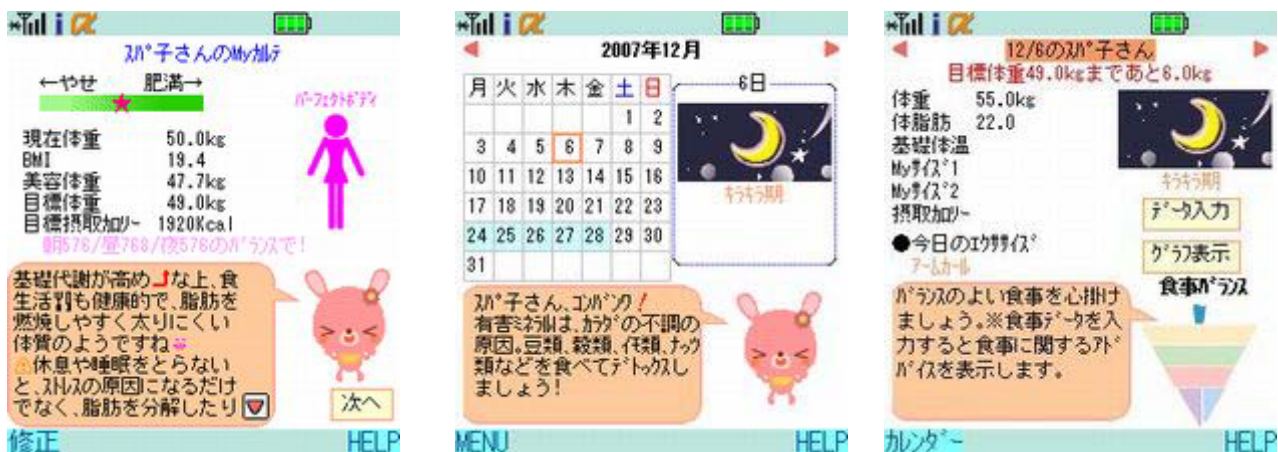 ｽﾊﾟ子さんのMyｶﾙﾃ
←やせ 肥満→
ﾊﾟｰﾌｪｸﾄﾎﾞﾃﾞｨ
現在体重 50.0kg
BMI 19.4
美容体重 47.7kg
目標体重 49.0kg
目標摂取ｶﾛﾘｰ 1920Kcal
朝576/昼768/夜576のﾊﾞﾗﾝｽで!
基礎代謝が高めな上、食
生活も健康的で、脂肪を
燃焼しやすく太りにくい
体質のようですね
休息や睡眠をとらない
と、ｽﾄﾚｽの原因になるだけ
でなく、脂肪を分解したり
次へ
修正 HELP
2007年12月
月 火 水 木 金 土 日
1 2
3 4 5 6 7 8 9
10 11 12 13 14 15 16
17 18 19 20 21 22 23
24 25 26 27 28 29 30
31
6日
ｷﾗｷﾗ期
ｽﾊﾟ子さん、ｺﾝﾊﾞﾝﾜ!
有害ﾐﾈﾗﾙは、ｶﾗﾀﾞの不調の
原因。豆類、穀類、ｲﾓ類、ﾅｯﾂ
類などを食べてﾃﾞﾄｯｸｽし
ましょう!
MENU HELP
12/6のｽﾊﾟ子さん
目標体重49.0kgまであと6.0kg
体重 55.0kg
体脂肪 22.0
基礎体温
Myｻｲｽﾞ1
Myｻｲｽﾞ2
摂取ｶﾛﾘｰ
ｷﾗｷﾗ期
ﾃﾞｰﾀ入力
●今日のｴｸｻｻｲｽﾞ
ｱｰﾑｶｰﾙ
ｸﾞﾗﾌ表示
食事ﾊﾞﾗﾝｽ
ﾊﾞﾗﾝｽのよい食事を心掛け
ましょう。※食事ﾃﾞｰﾀを入
力すると食事に関するｱﾄﾞ
ﾊﾞｲｽを表示します。
ｶﾚﾝﾀﾞｰ HELP